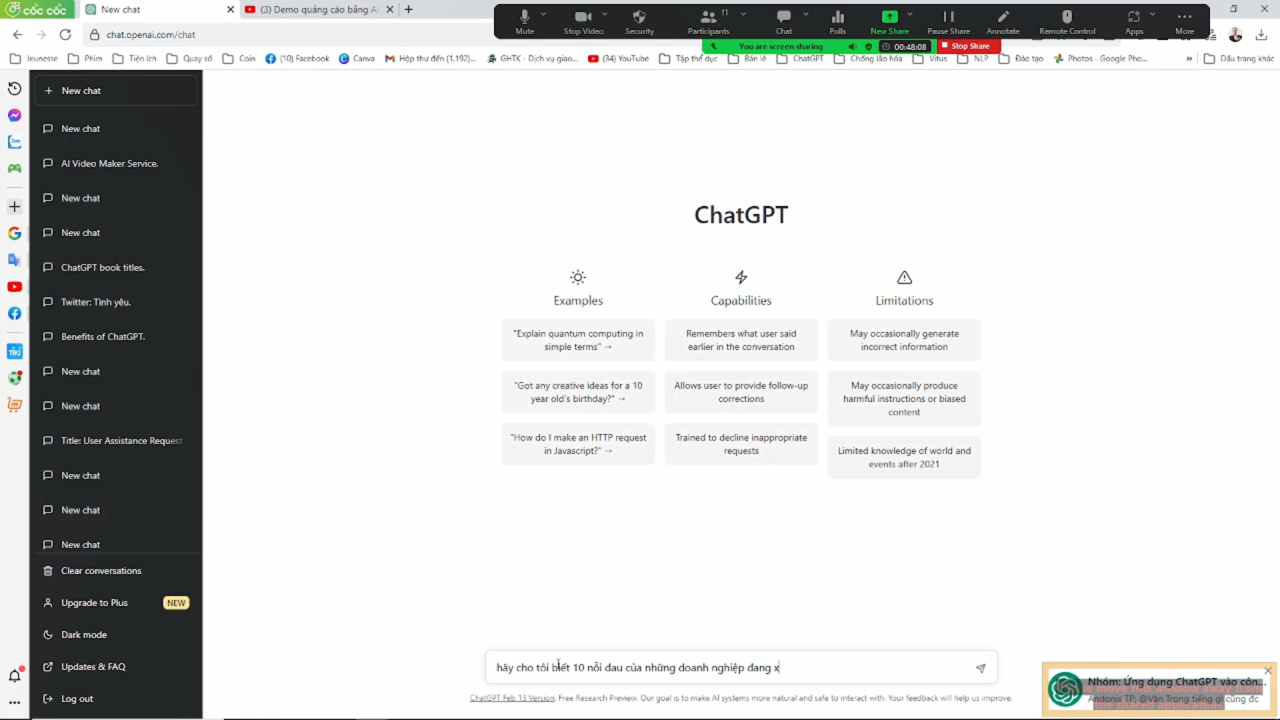 cốc cốc
New chat
(3) Demo quảng cáo bằng AI
Mute
Stop Video
Security
11
Participants
Chat
Polls
New Share
Pause Share
Annotate
Remote Control
Apps
More
You are screen sharing
00:48:08
Stop Share
chat.openai.com/chat
Jeunesse
Phim
Tiện ích
Quay số
Coin
(10) Facebook
Canva
Hộp thư đến (1.192)...
GHTK - Dịch vụ giao...
(34) YouTube
Tập thể dục
Bán lẻ
ChatGPT
Chống lão hóa
Vitus
NLP
Đào tạo
Photos - Google Pho...
»
Dấu trang khác
+ New chat
New chat
AI Video Maker Service.
New chat
New chat
ChatGPT book titles.
Twitter: Tình yêu.
Benefits of ChatGPT.
New chat
New chat
Title: User Assistance Request
New chat
New chat
New chat
Clear conversations
Upgrade to Plus
NEW
Dark mode
Updates & FAQ
Log out
ChatGPT
Examples
Capabilities
Limitations
"Explain quantum computing in
simple terms" →
Remembers what user said
earlier in the conversation
May occasionally generate
incorrect information
"Got any creative ideas for a 10
year old's birthday?" →
Allows user to provide follow-up
corrections
May occasionally produce
harmful instructions or biased
content
"How do I make an HTTP request
in Javascript?" →
Trained to decline inappropriate
requests
Limited knowledge of world and
events after 2021
hãy cho tôi biết 10 nỗi đau của những doanh nghiệp đang x
ChatGPT Feb 13 Version. Free Research Preview. Our goal is to make AI systems more natural and safe to interact with. Your feedback will help us improve.
Nhóm: Ứng dụng ChatGPT vào côn...
Andonis TP: @Văn Trọng tiếng gì cũng đc